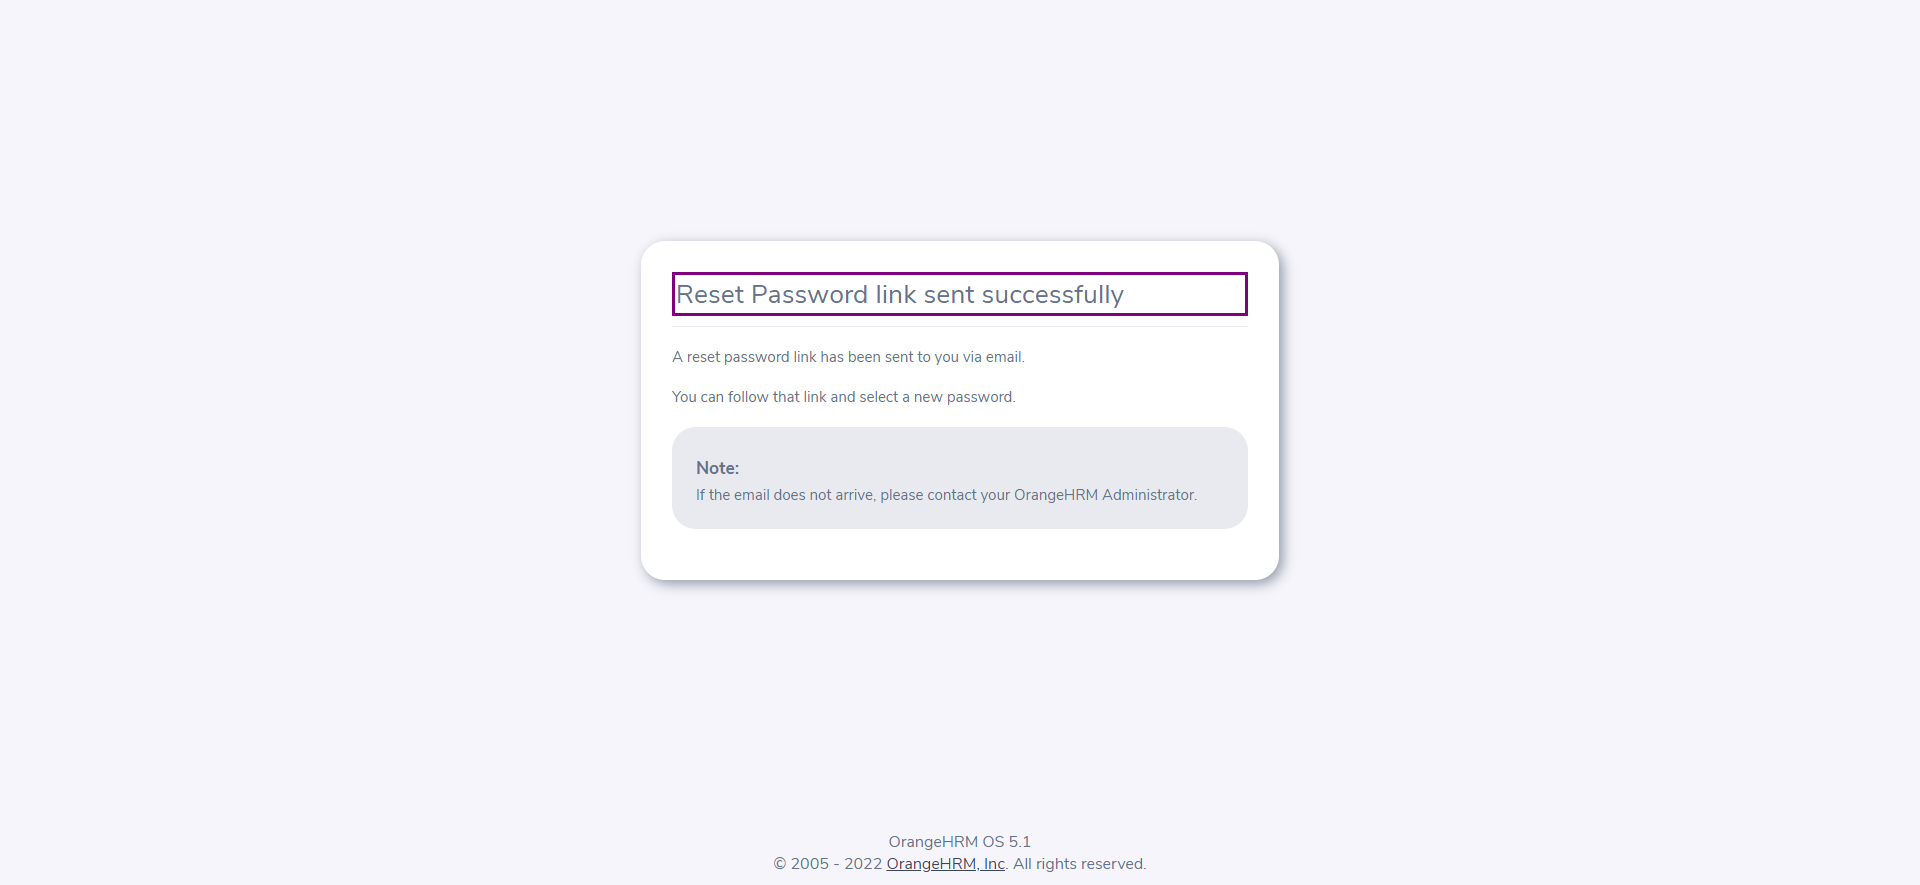 Reset Password link sent successfully
A reset password link has been sent to you via email.
You can follow that link and select a new password.
Note:
If the email does not arrive, please contact your OrangeHRM Administrator.
OrangeHRM OS 5.1
© 2005 - 2022 OrangeHRM, Inc. All rights reserved.